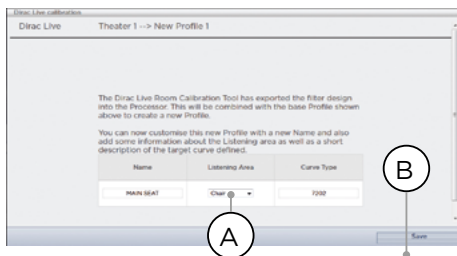 Dirac Live calibration
Dirac Live Theater 1 --> New Profile 1
The Dirac Live Room Calibration Tool has exported the filter design
into the Processor. This will be combined with the base Profile shown
above to create a new Profile.
You can now customise this new Profile with a new Name and also
add some information about the Listening area as well as a short
description of the target curve defined.
Name Listening Area Curve Type
MAIN SEAT Chair 7202
A
B
Save